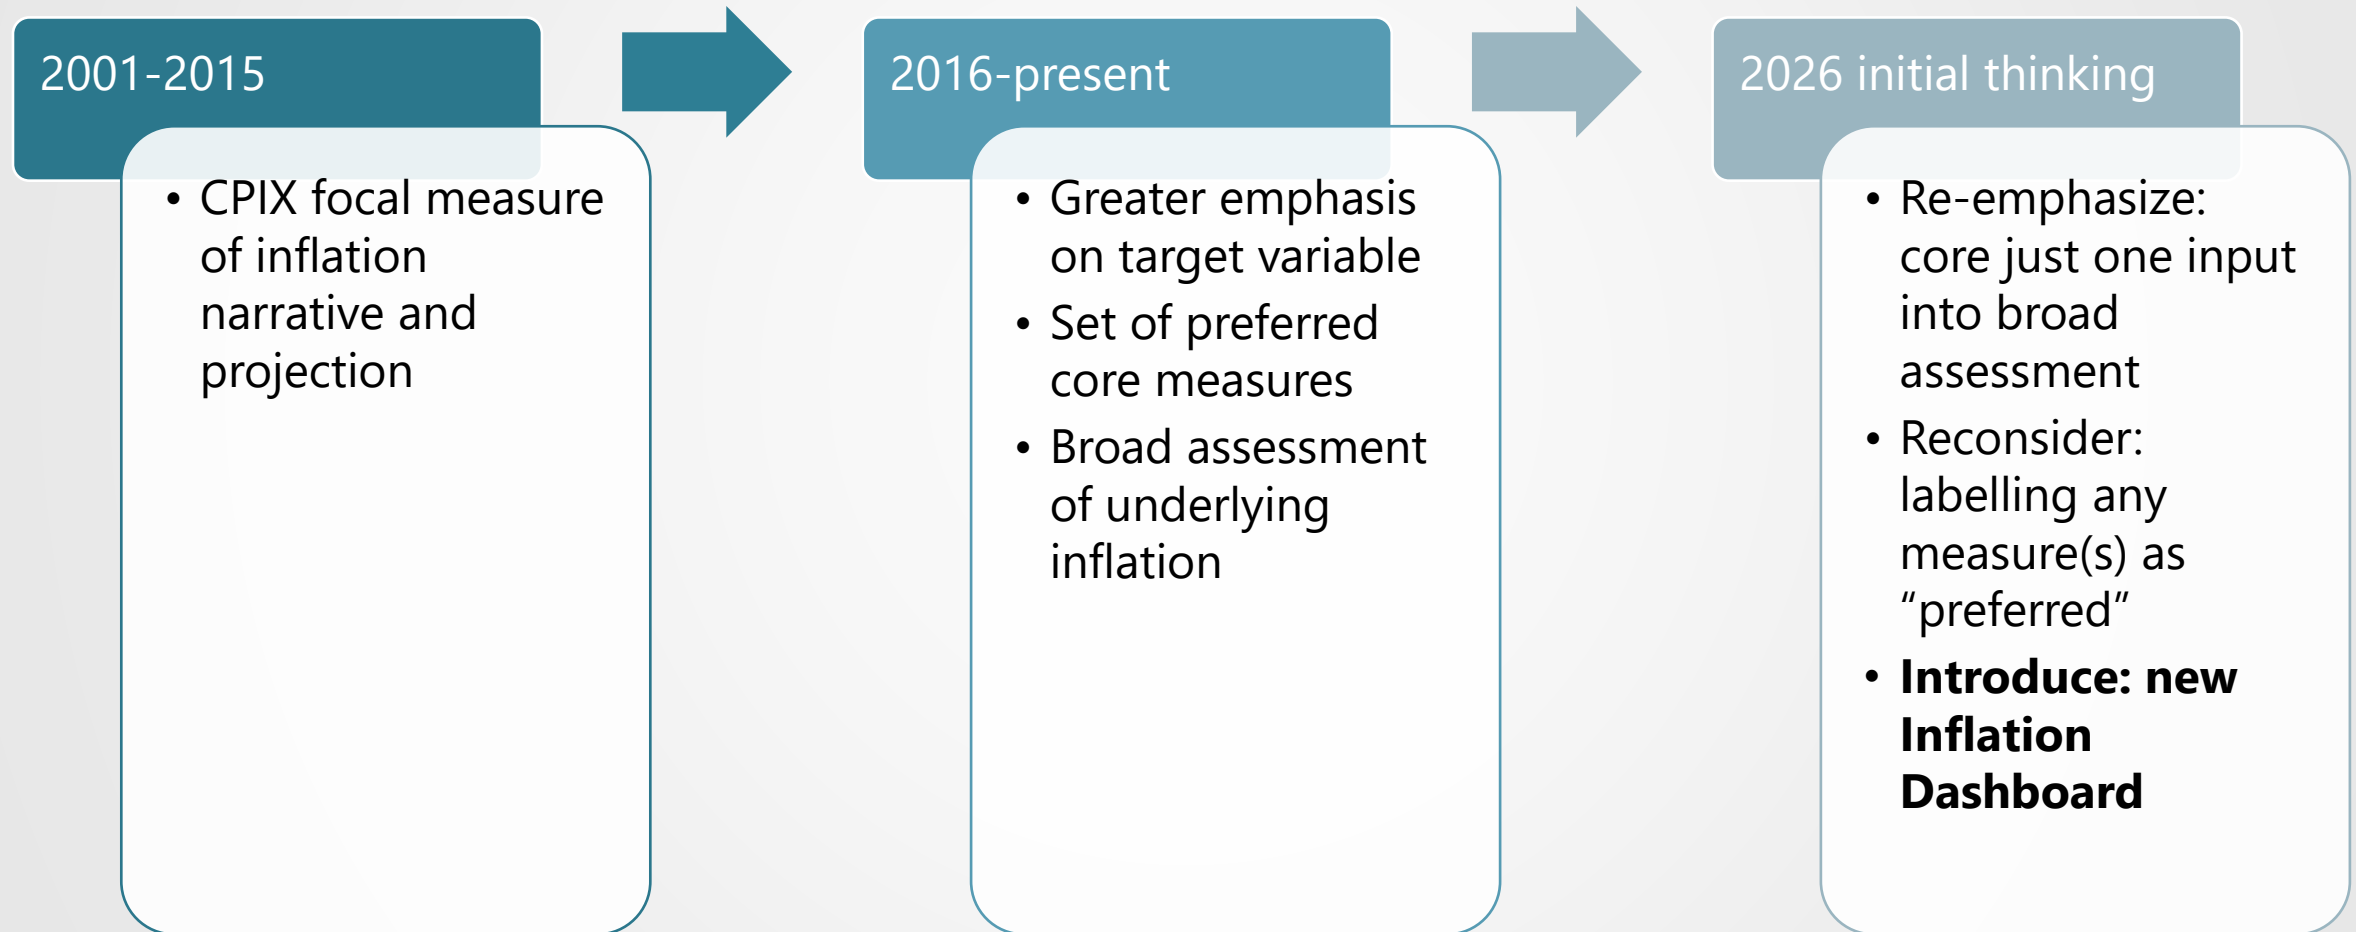 2001-2015
• CPIX focal measure
of inflation
narrative and
projection
2016-present
• Greater emphasis
on target variable
• Set of preferred
core measures
• Broad assessment
of underlying
inflation
2026 initial thinking
• Re-emphasize:
core just one input
into broad
assessment
• Reconsider:
labelling any
measure(s) as
“preferred”
• Introduce: new
Inflation
Dashboard